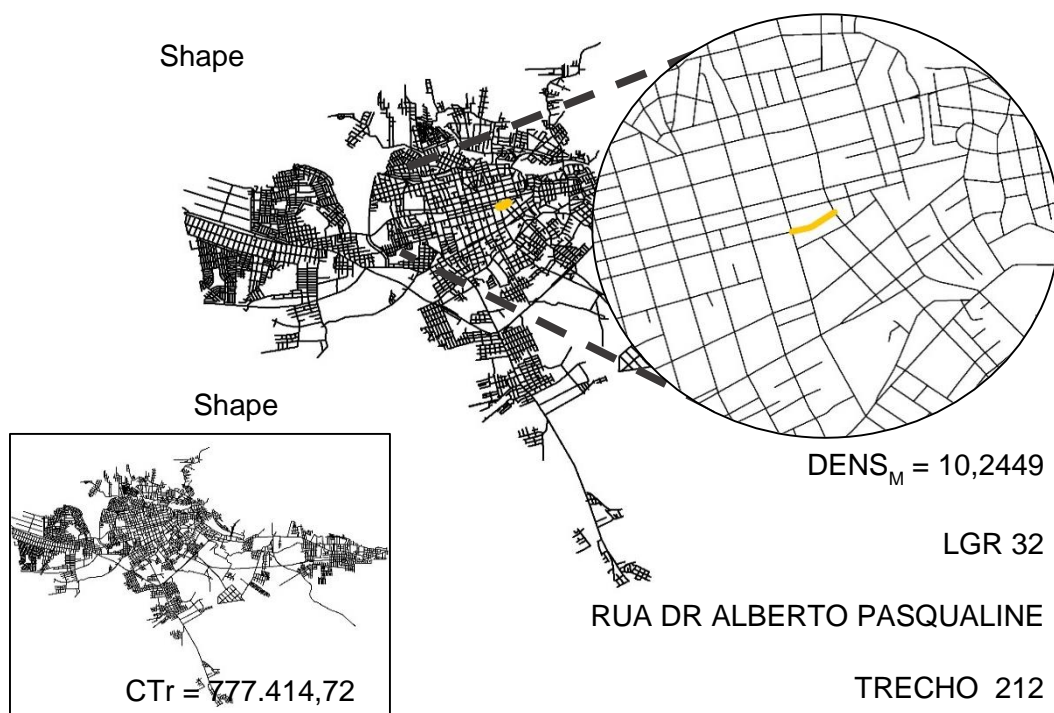 Shape
Shape
CTr = 777.414,72
DENS_M = 10,2449
LGR 32
RUA DR ALBERTO PASQUALINE
TRECHO 212